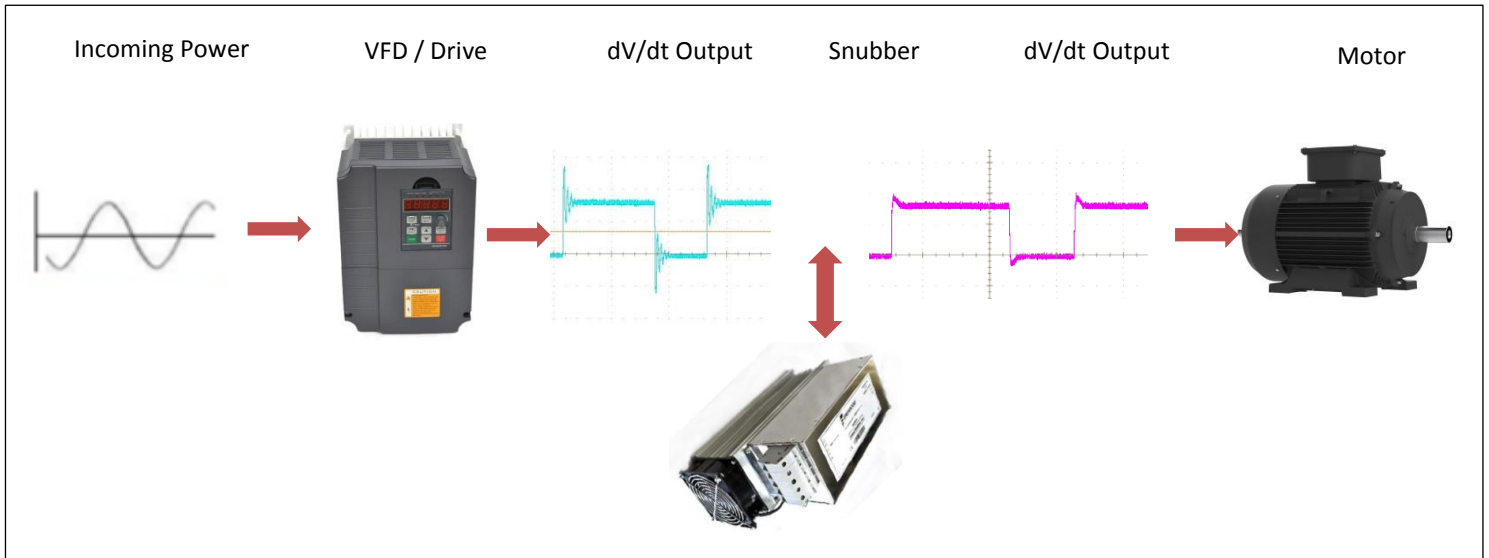 Incoming Power
VFD / Drive
dV/dt Output
Snubber
dV/dt Output
Motor